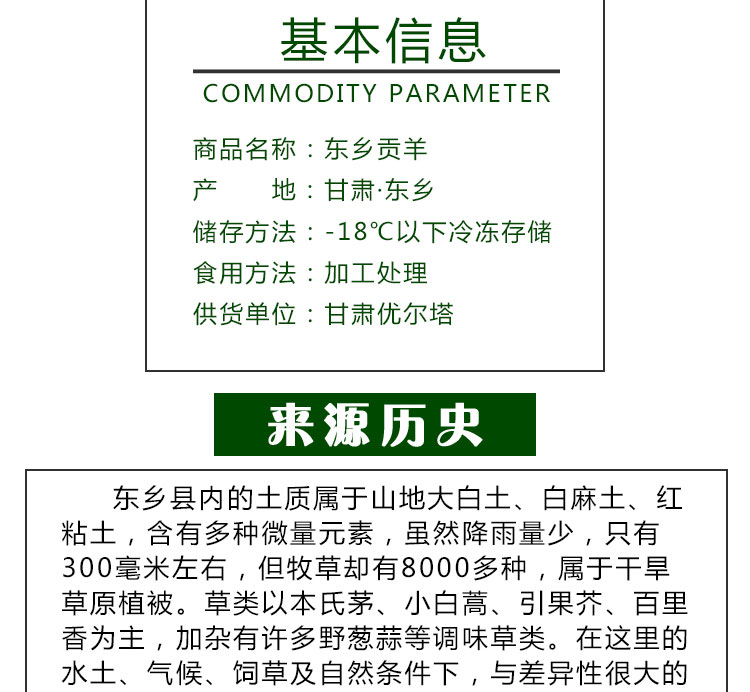 基本信息
COMMODITY PARAMETER
商品名称：东乡贡羊
产　　地：甘肃·东乡
储存方法：-18℃以下冷冻存储
食用方法：加工处理
供货单位：甘肃优尔塔
来源历史
东乡县内的土质属于山地大白土、白麻土、红
粘土，含有多种微量元素，虽然降雨量少，只有
300毫米左右，但牧草却有8000多种，属于干旱
草原植被。草类以本氏茅、小白蒿、引果芥、百里
香为主，加杂有许多野葱蒜等调味草类。在这里的
水土、气候、饲草及自然条件下，与差异性很大的